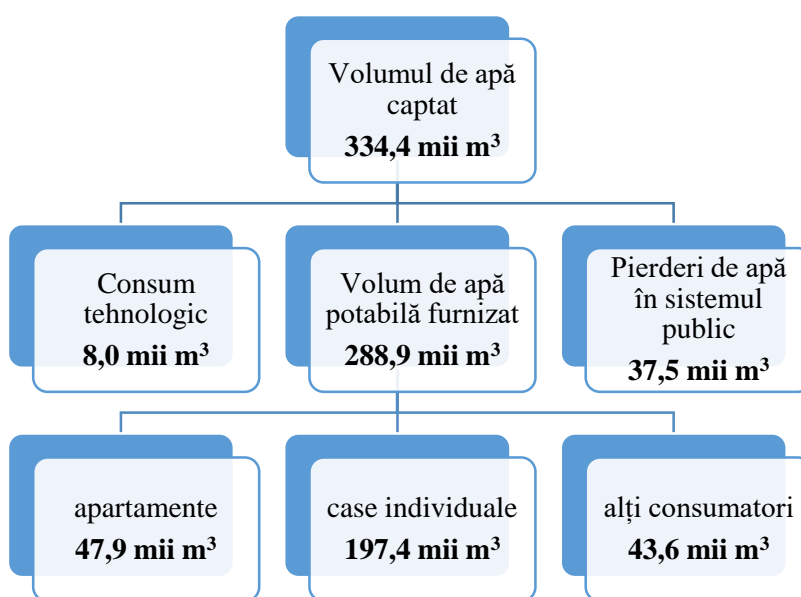 Volumul de apă
captat
334,4 mii m³
Consum
tehnologic
8,0 mii m³
Volum de apă
potabilă furnizat
288,9 mii m³
Pierderi de apă
în sistemul
public
37,5 mii m³
apartamente
47,9 mii m³
case individuale
197,4 mii m³
alți consumatori
43,6 mii m³